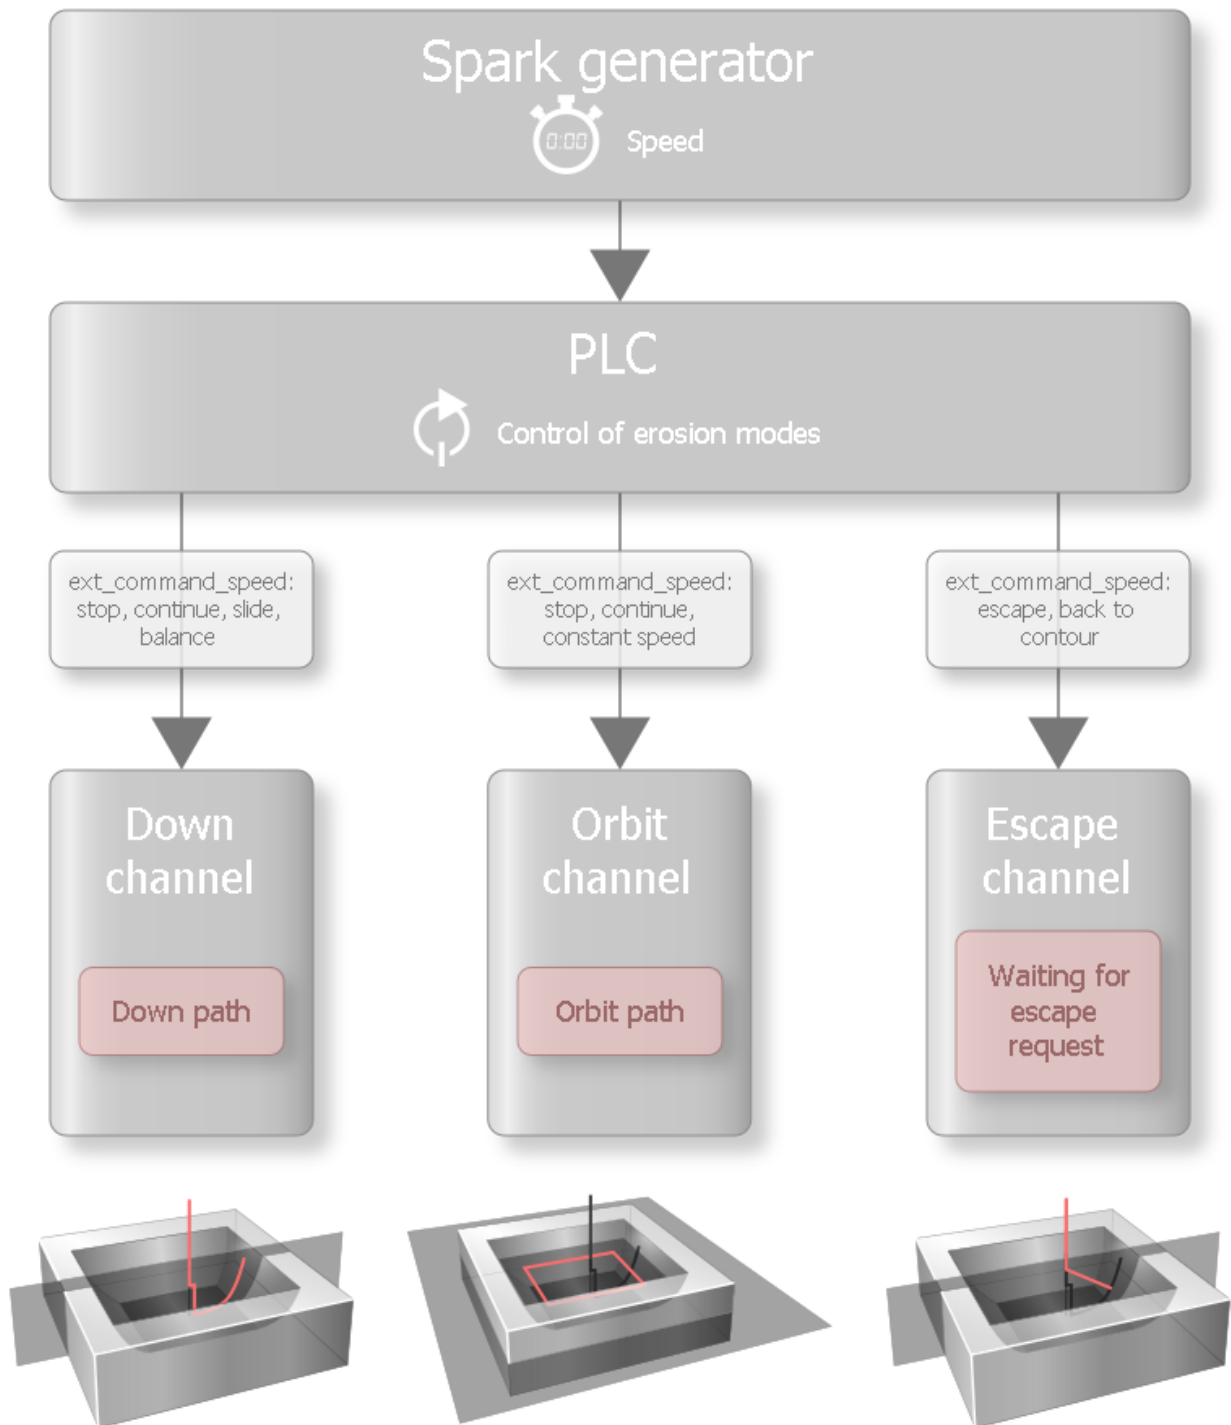 Spark generator
0:00
Speed
PLC
Control of erosion modes
ext_command_speed:
stop, continue, slide,
balance
ext_command_speed:
stop, continue,
constant speed
ext_command_speed:
escape, back to
contour
Down
channel
Down path
Orbit
channel
Orbit path
Escape
channel
Waiting for
escape
request